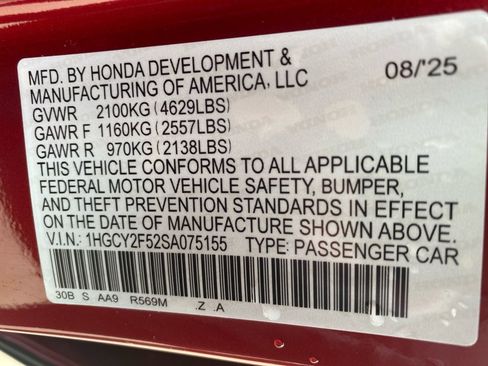 MFD. BY HONDA DEVELOPMENT & 08/'25
MANUFACTURING OF AMERICA, LLC
GVWR 2100KG (4629LBS)
GAWR F 1160KG (2557LBS)
GAWR R 970KG (2138LBS)
THIS VEHICLE CONFORMS TO ALL APPLICABLE
FEDERAL MOTOR VEHICLE SAFETY, BUMPER,
AND THEFT PREVENTION STANDARDS IN EFFECT
ON THE DATE OF MANUFACTURE SHOWN ABOVE.
V.I.N.: 1HGCY2F52SA075155 TYPE: PASSENGER CAR
30B S AA9 R569M .Z .A